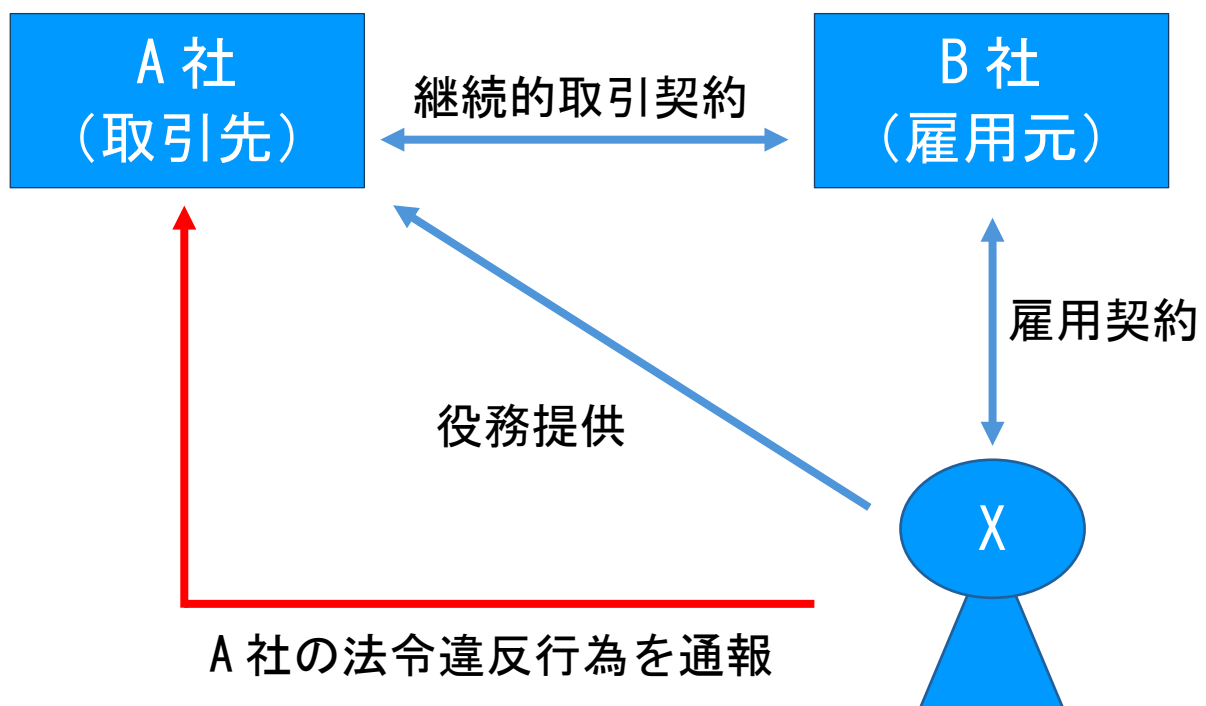 A社
（取引先）
継続的取引契約
B社
（雇用元）
雇用契約
役務提供
X
A社の法令違反行為を通報